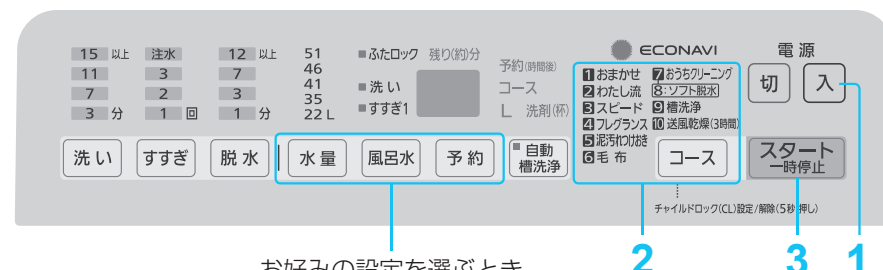 ECONAVI
電源
15 以上
11
7
3 分
注水
3
2
1 回
12 以上
7
3
1 分
51
46
41
35
22 L
ふたロック
洗い
すすぎ1
残り(約)分
予約(時間後)
コース
L 洗剤(杯)
1おまかせ
2わたし流
3スピード
4フレグランス
5泥汚れつけおき
6毛布
7おうちクリーニング
8:ソフト脱水
9槽洗浄
10送風乾燥(3時間)
切
入
洗い
すすぎ
脱水
水量
風呂水
予約
自動
槽洗浄
コース
スタート
一時停止
チャイルドロック(CL)設定/解除(5秒押し)
お好みの設定を選ぶとき
2
3
1